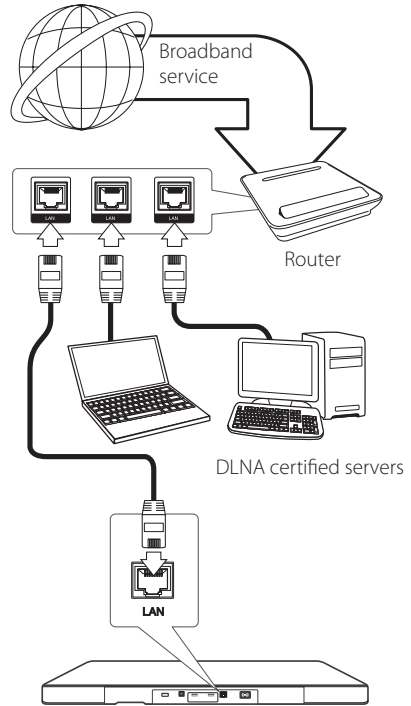 Broadband
service
LAN
LAN
LAN
Router
DLNA certified servers
LAN